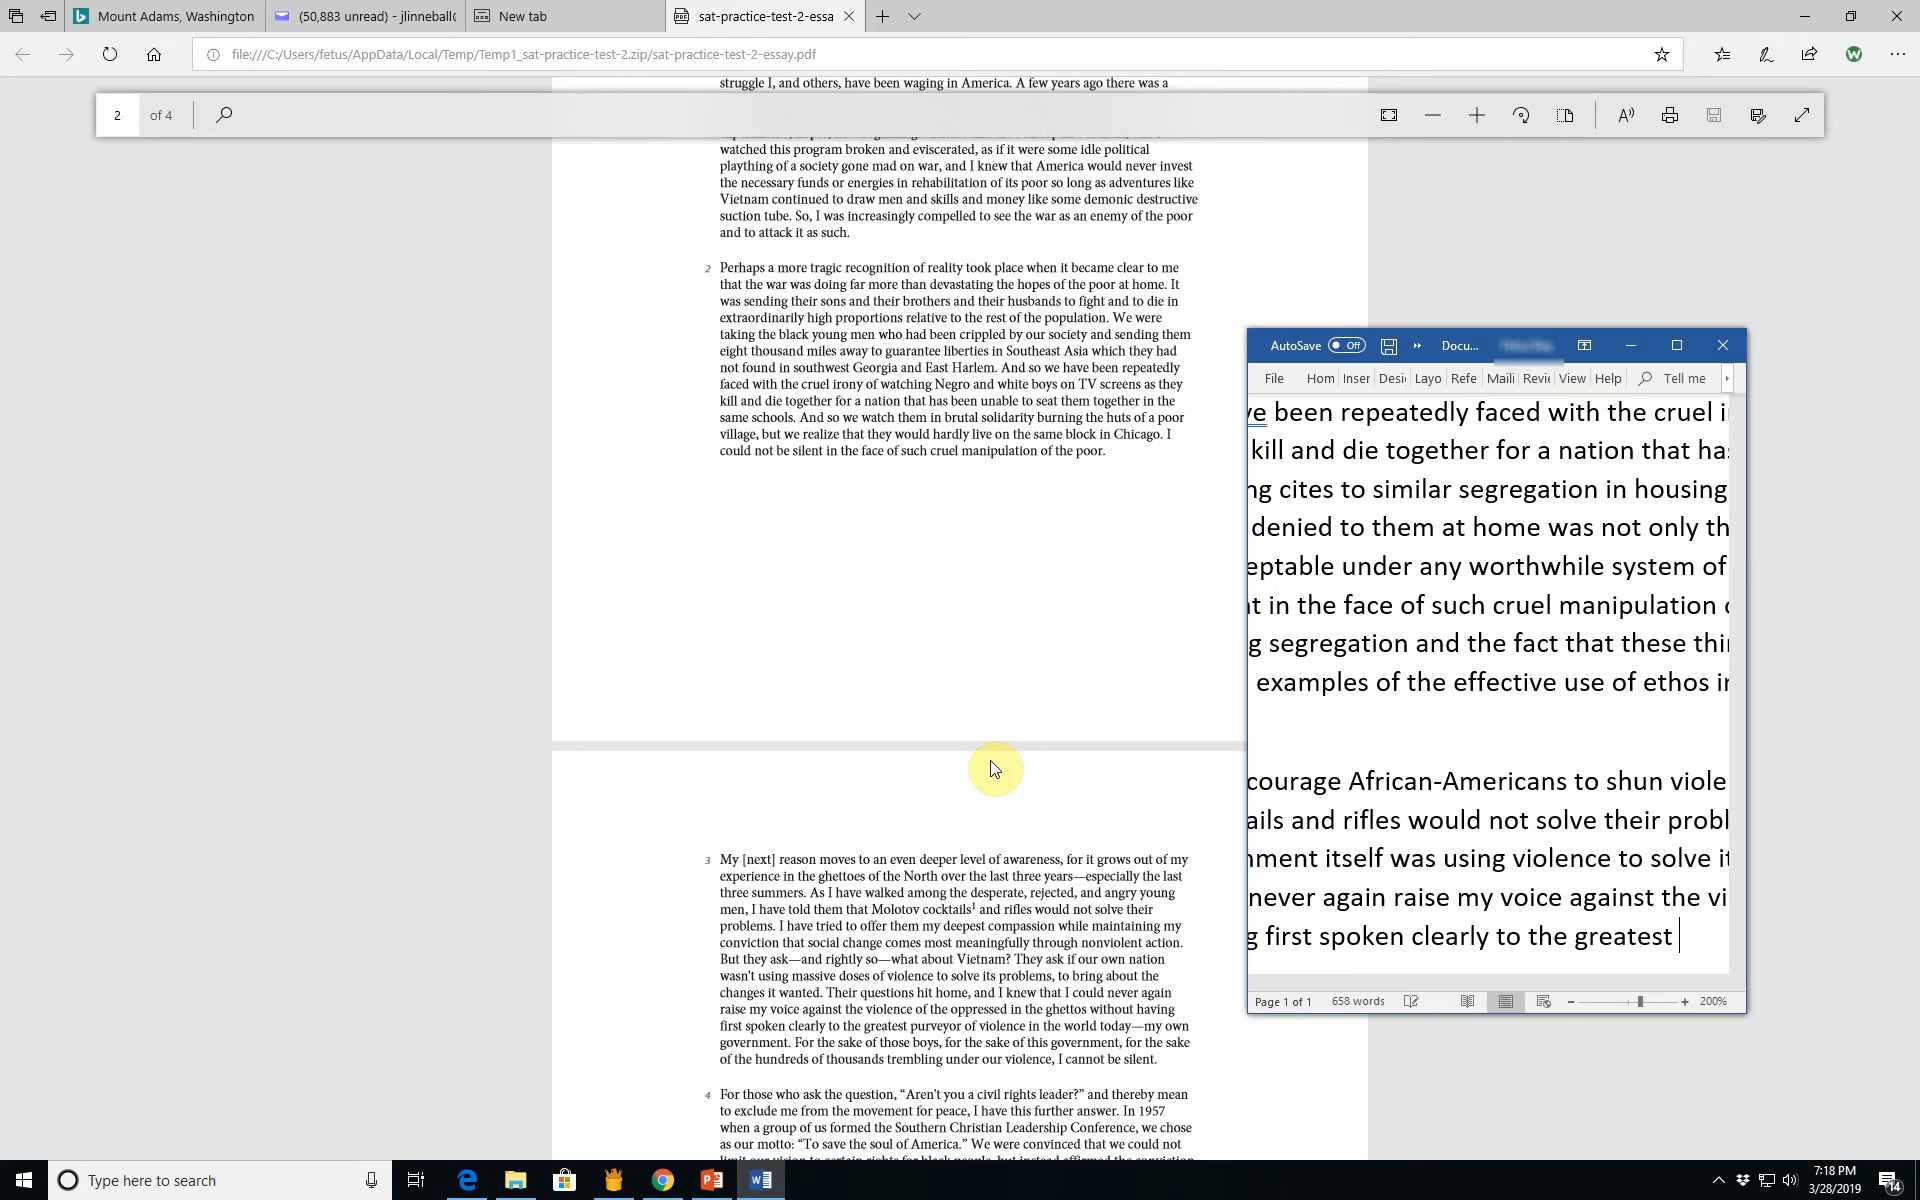 Mount Adams, Washington
(50,883 unread) - jlinneball
New tab
sat-practice-test-2-essa
file:///C:/Users/fetus/AppData/Local/Temp/Temp1_sat-practice-test-2.zip/sat-practice-test-2-essay.pdf
W
2 of 4
struggle I, and others, have been waging in America. A few years ago there was a
watched this program broken and eviscerated, as if it were some idle political
plaything of a society gone mad on war, and I knew that America would never invest
the necessary funds or energies in rehabilitation of its poor so long as adventures like
Vietnam continued to draw men and skills and money like some demonic destructive
suction tube. So, I was increasingly compelled to see the war as an enemy of the poor
and to attack it as such.
2 Perhaps a more tragic recognition of reality took place when it became clear to me
that the war was doing far more than devastating the hopes of the poor at home. It
was sending their sons and their brothers and their husbands to fight and to die in
extraordinarily high proportions relative to the rest of the population. We were
taking the black young men who had been crippled by our society and sending them
eight thousand miles away to guarantee liberties in Southeast Asia which they had
not found in southwest Georgia and East Harlem. And so we have been repeatedly
faced with the cruel irony of watching Negro and white boys on TV screens as they
kill and die together for a nation that has been unable to seat them together in the
same schools. And so we watch them in brutal solidarity burning the huts of a poor
village, but we realize that they would hardly live on the same block in Chicago. I
could not be silent in the face of such cruel manipulation of the poor.
3 My [next] reason moves to an even deeper level of awareness, for it grows out of my
experience in the ghettoes of the North over the last three years—especially the last
three summers. As I have walked among the desperate, rejected, and angry young
men, I have told them that Molotov cocktails1 and rifles would not solve their
problems. I have tried to offer them my deepest compassion while maintaining my
conviction that social change comes most meaningfully through nonviolent action.
But they ask—and rightly so—what about Vietnam? They ask if our own nation
wasn't using massive doses of violence to solve its problems, to bring about the
changes it wanted. Their questions hit home, and I knew that I could never again
raise my voice against the violence of the oppressed in the ghettos without having
first spoken clearly to the greatest purveyor of violence in the world today—my own
government. For the sake of those boys, for the sake of this government, for the sake
of the hundreds of thousands trembling under our violence, I cannot be silent.
4 For those who ask the question, “Aren't you a civil rights leader?” and thereby mean
to exclude me from the movement for peace, I have this further answer. In 1957
when a group of us formed the Southern Christian Leadership Conference, we chose
as our motto: “To save the soul of America.” We were convinced that we could not
AutoSave Off Docu...
File Hom Inser Desi Layo Refe Maili Revie View Help Tell me
ve been repeatedly faced with the cruel i
kill and die together for a nation that has
ng cites to similar segregation in housing
denied to them at home was not only th
eptable under any worthwhile system of
t in the face of such cruel manipulation
g segregation and the fact that these thi
examples of the effective use of ethos i
courage African-Americans to shun viole
ails and rifles would not solve their probl
nment itself was using violence to solve it
never again raise my voice against the vi
g first spoken clearly to the greatest
Page 1 of 1 658 words 200%
Type here to search
7:18 PM
3/28/2019
14